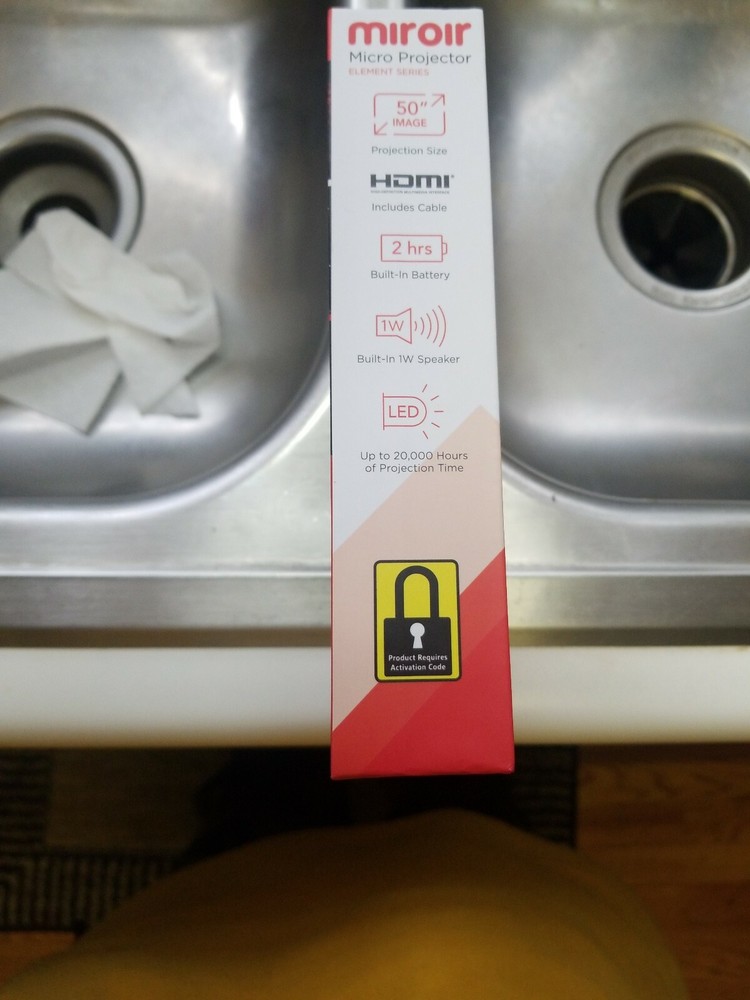 miroir
Micro Projector
ELEMENT SERIES
50"
IMAGE
Projection Size
HDMI
Includes Cable
2 hrs
Built-In Battery
1W
Built-In 1W Speaker
LED
Up to 20,000 Hours
of Projection Time
Product Requires
Activation Code